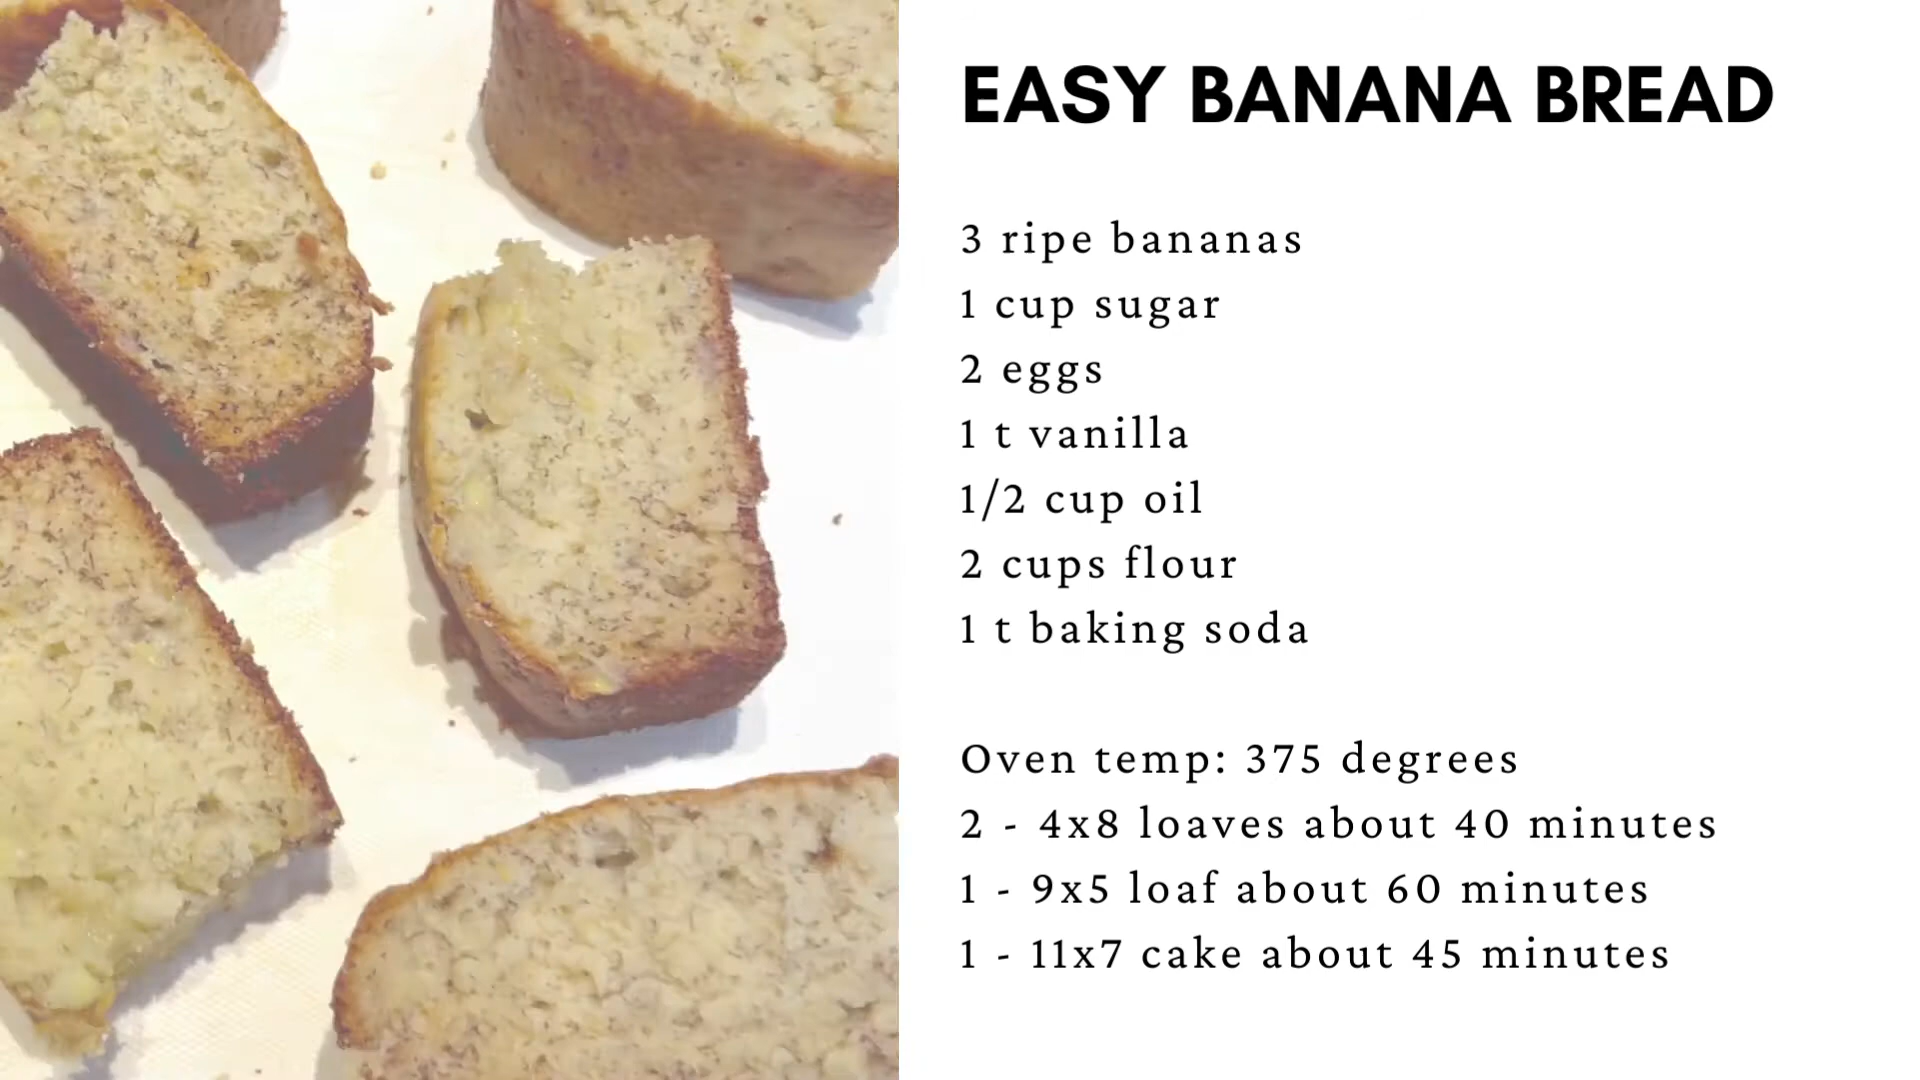 EASY BANANA BREAD
3 ripe bananas
1 cup sugar
2 eggs
1 t vanilla
1/2 cup oil
2 cups flour
1 t baking soda
Oven temp: 375 degrees
2 - 4x8 loaves about 40 minutes
1 - 9x5 loaf about 60 minutes
1 - 11x7 cake about 45 minutes